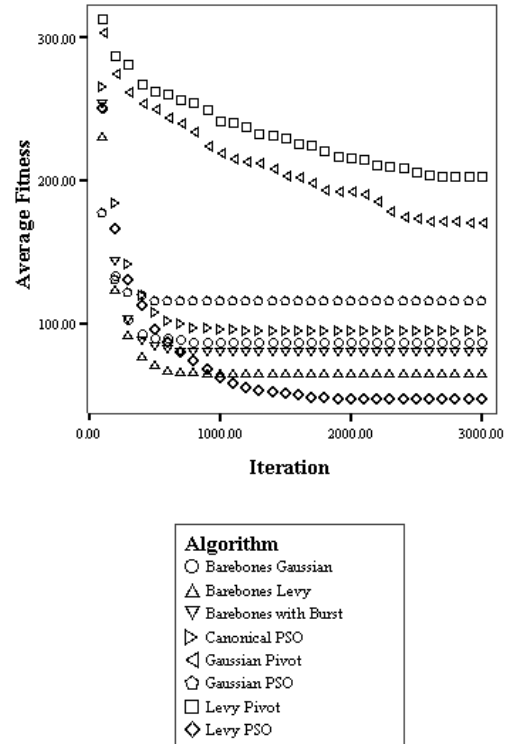 300.00
200.00
100.00
Average Fitness
0.00 1000.00 2000.00 3000.00
Iteration
Algorithm
Barebones Gaussian
Barebones Levy
Barebones with Burst
Canonical PSO
Gaussian Pivot
Gaussian PSO
Levy Pivot
Levy PSO